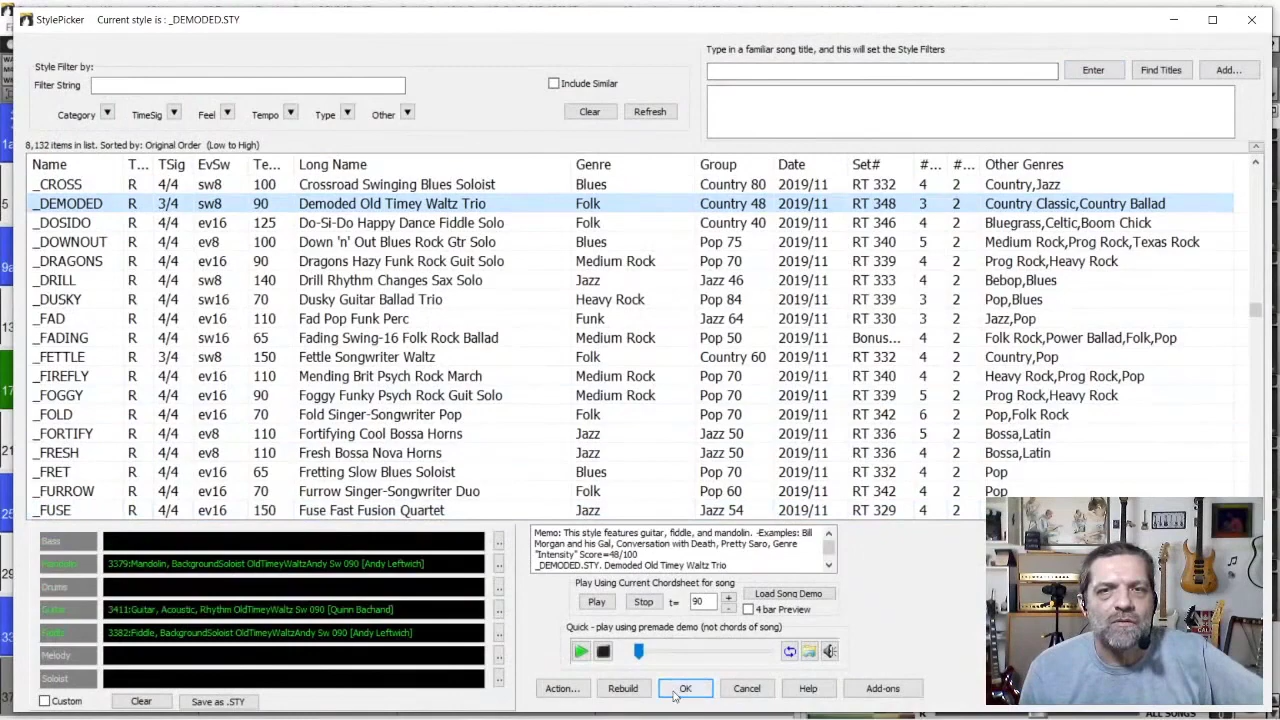 StylePicker Current style is : _DEMODED.STY
Style Filter by:
Filter String
Include Similar
Category TimeSig Feel Tempo Type Other Clear Refresh
Type in a familiar song title, and this will set the Style Filters
Enter Find Titles Add...
8,132 items in list. Sorted by: Original Order (Low to High)
Name T... TSig EvSw Te... Long Name Genre Group Date Set# #... #... Other Genres
_CROSS R 4/4 sw8 100 Crossroad Swinging Blues Soloist Blues Country 80 2019/11 RT 332 4 2 Country,Jazz
_DEMODED R 3/4 sw8 90 Demoded Old Timey Waltz Trio Folk Country 48 2019/11 RT 348 3 2 Country Classic,Country Ballad
_DOSIDO R 4/4 ev16 125 Do-Si-Do Happy Dance Fiddle Solo Folk Country 40 2019/11 RT 346 4 2 Bluegrass,Celtic,Boom Chick
_DOWNOUT R 4/4 ev8 100 Down 'n' Out Blues Rock Gtr Solo Blues Pop 75 2019/11 RT 340 5 2 Medium Rock,Prog Rock,Texas Rock
_DRAGONS R 4/4 ev16 90 Dragons Hazy Funk Rock Guit Solo Medium Rock Pop 70 2019/11 RT 339 4 2 Prog Rock,Heavy Rock
_DRILL R 4/4 sw8 140 Drill Rhythm Changes Sax Solo Jazz Jazz 46 2019/11 RT 333 4 2 Bebop,Blues
_DUSKY R 4/4 sw16 70 Dusky Guitar Ballad Trio Heavy Rock Pop 84 2019/11 RT 339 3 2 Pop,Blues
_FAD R 4/4 ev16 110 Fad Pop Funk Perc Funk Jazz 64 2019/11 RT 330 3 2 Jazz,Pop
_FADING R 4/4 sw16 65 Fading Swing-16 Folk Rock Ballad Medium Rock Pop 50 2019/11 Bonus... 4 2 Folk Rock,Power Ballad,Folk,Pop
_FETTLE R 3/4 sw8 150 Fettle Songwriter Waltz Folk Country 60 2019/11 RT 332 4 2 Country,Pop
_FIREFLY R 4/4 ev16 110 Mending Brit Psych Rock March Medium Rock Pop 70 2019/11 RT 340 4 2 Heavy Rock,Prog Rock,Pop
_FOGGY R 4/4 ev16 90 Foggy Funky Psych Rock Guit Solo Medium Rock Pop 70 2019/11 RT 339 5 2 Prog Rock,Heavy Rock
_FOLD R 4/4 ev16 70 Fold Singer-Songwriter Pop Folk Pop 70 2019/11 RT 342 6 2 Pop,Folk Rock
_FORTIFY R 4/4 ev8 110 Fortifying Cool Bossa Horns Jazz Jazz 50 2019/11 RT 336 5 2 Bossa,Latin
_FRESH R 4/4 ev8 110 Fresh Bossa Nova Horns Jazz Jazz 50 2019/11 RT 336 4 2 Bossa,Latin
_FRET R 4/4 ev16 65 Fretting Slow Blues Soloist Blues Pop 70 2019/11 RT 332 4 2 Pop
_FURROW R 4/4 ev16 70 Furrow Singer-Songwriter Duo Folk Pop 60 2019/11 RT 342 4 2 Pop
_FUSE R 4/4 ev16 150 Fuse Fast Fusion Quartet Jazz Jazz 54 2019/11 RT 329 4 2
Bass
Mandolin 3379:Mandolin, BackgroundSoloist OldTimeyWaltzAndy Sw 090 [Andy Leftwich]
Drums
Guitar 3411:Guitar, Acoustic, Rhythm OldTimeyWaltz Sw 090 [Quinn Bachand]
3382:Fiddle, BackgroundSoloist OldTimeyWaltzAndy Sw 090 [Andy Leftwich]
Melody
Soloist
Custom Clear Save as .STY
Memo: This style features guitar, fiddle, and mandolin. -Examples: Bill
Morgan and his Gal, Conversation with Death, Pretty Saro, Genre
"Intensity" Score=48/100
_DEMODED.STY. Demoded Old Timey Waltz Trio
Play Using Current Chordsheet for song
Load Song Demo
Play Stop t= 90 + -
4 bar Preview
Quick - play using premade demo (not chords of song)
Action... Rebuild OK Cancel Help Add-ons
ALL SONGS